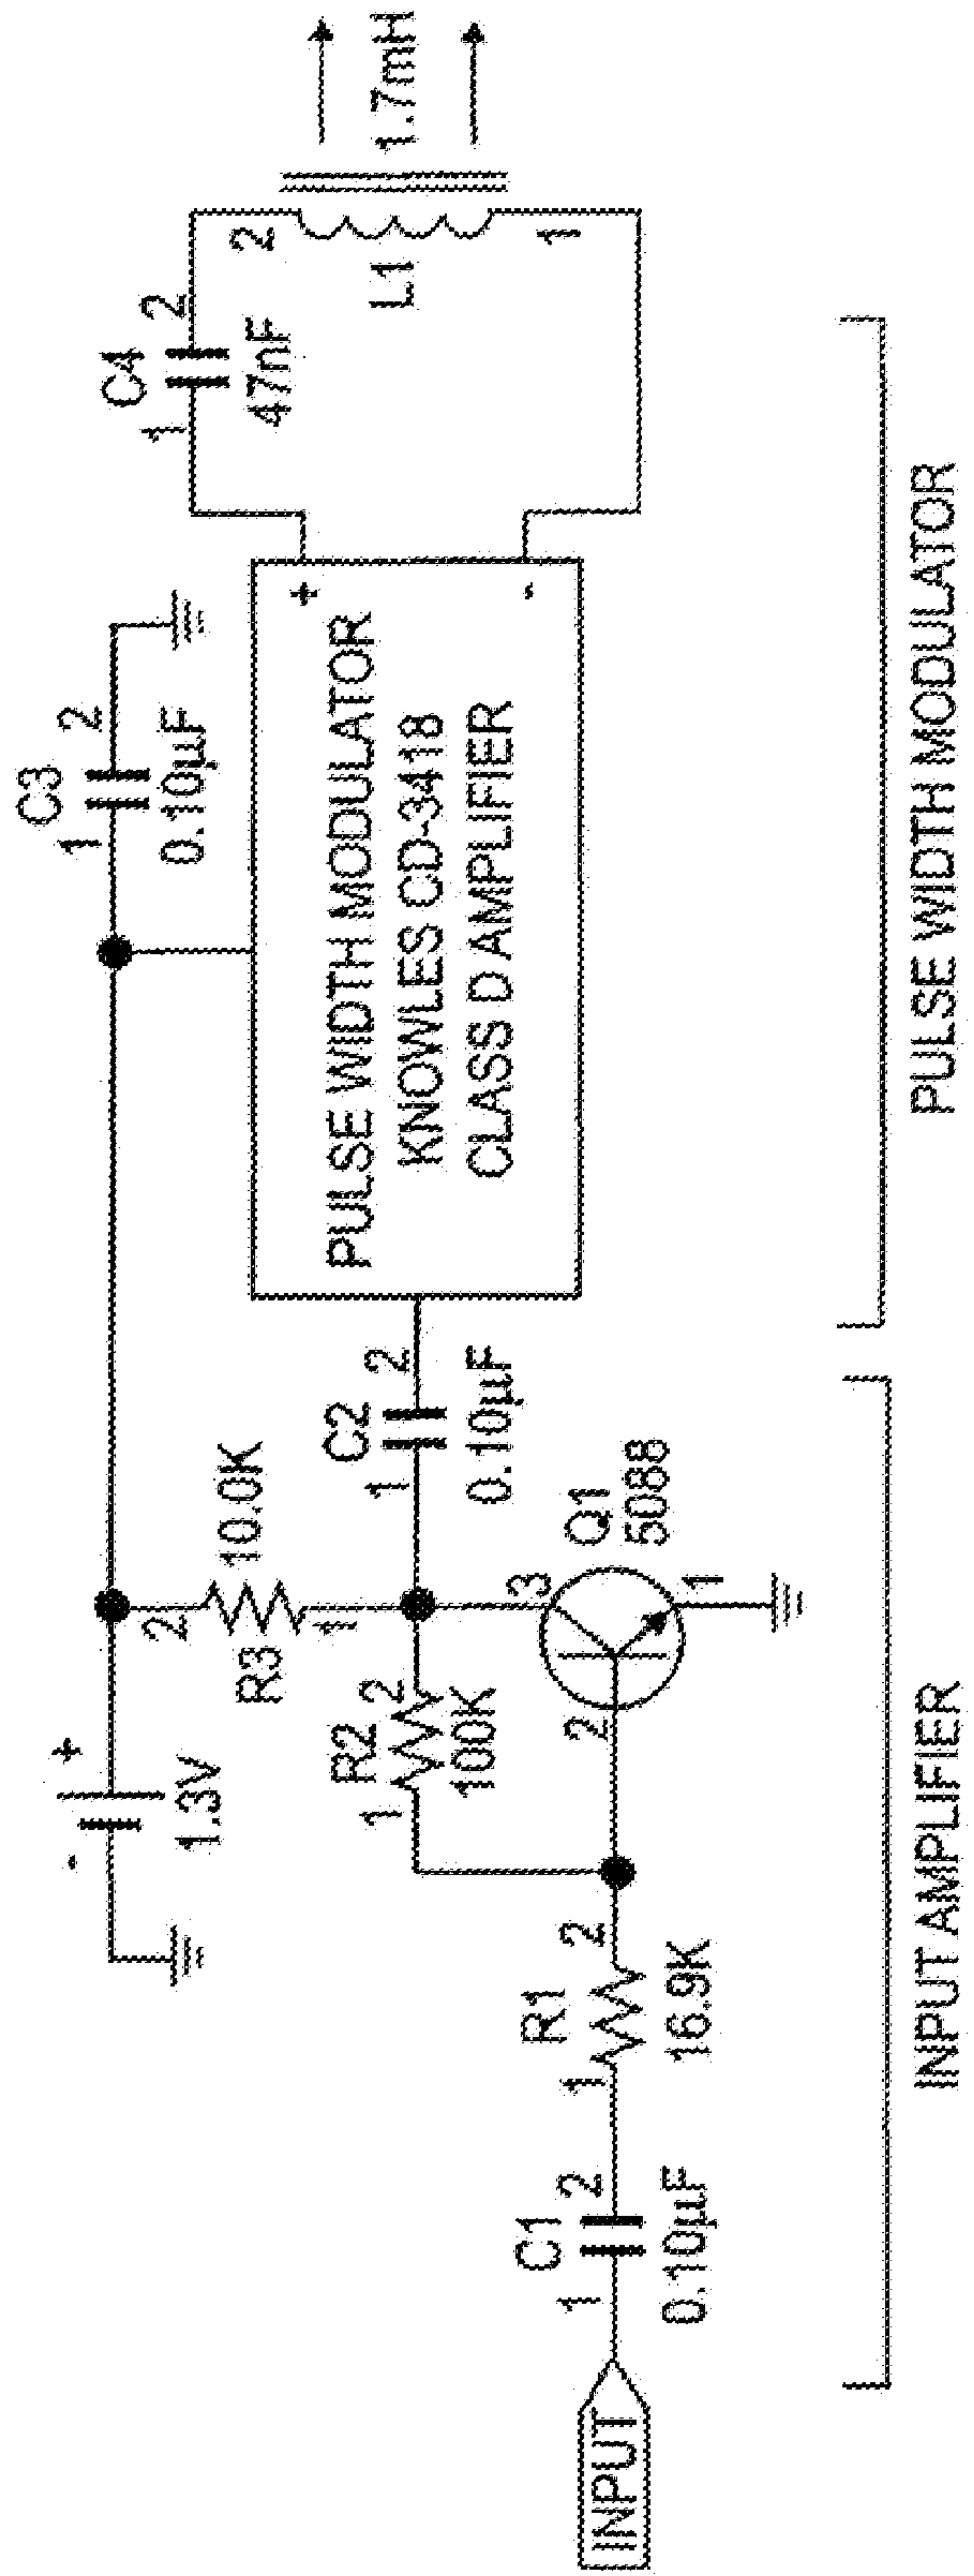 INPUT
1
C1
2
0.10µF
1
R1
2
16.9K
-
+
1.3V
1
R2
2
100K
2
R3
1
10.0K
2
3
1
Q1
5088
1
C2
2
0.10µF
1
C3
2
0.10µF
PULSE WIDTH MODULATOR
KNOWLES CD-3418
CLASS D AMPLIFIER
+
-
1
C4
2
47nF
2
L1
1
1.7mH
INPUT AMPLIFIER
PULSE WIDTH MODULATOR